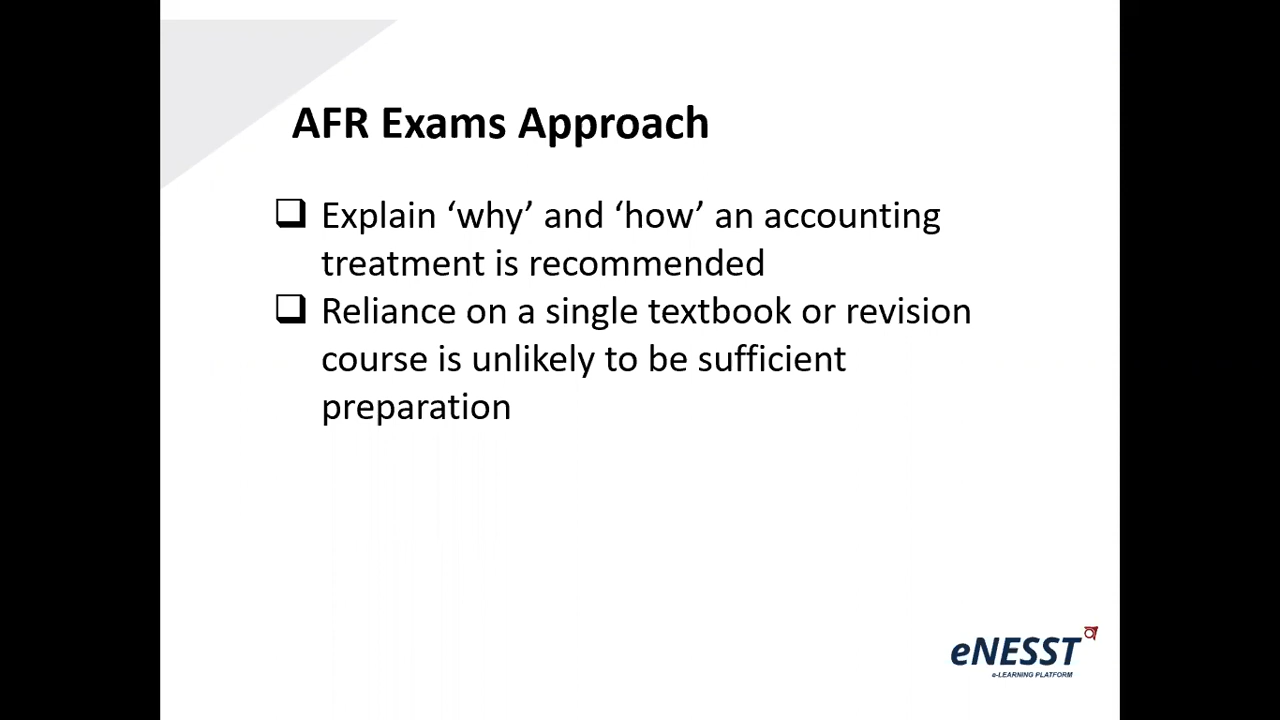 AFR Exams Approach
❑ Explain ‘why’ and ‘how’ an accounting
treatment is recommended
❑ Reliance on a single textbook or revision
course is unlikely to be sufficient
preparation
eNESST
e-LEARNING PLATFORM